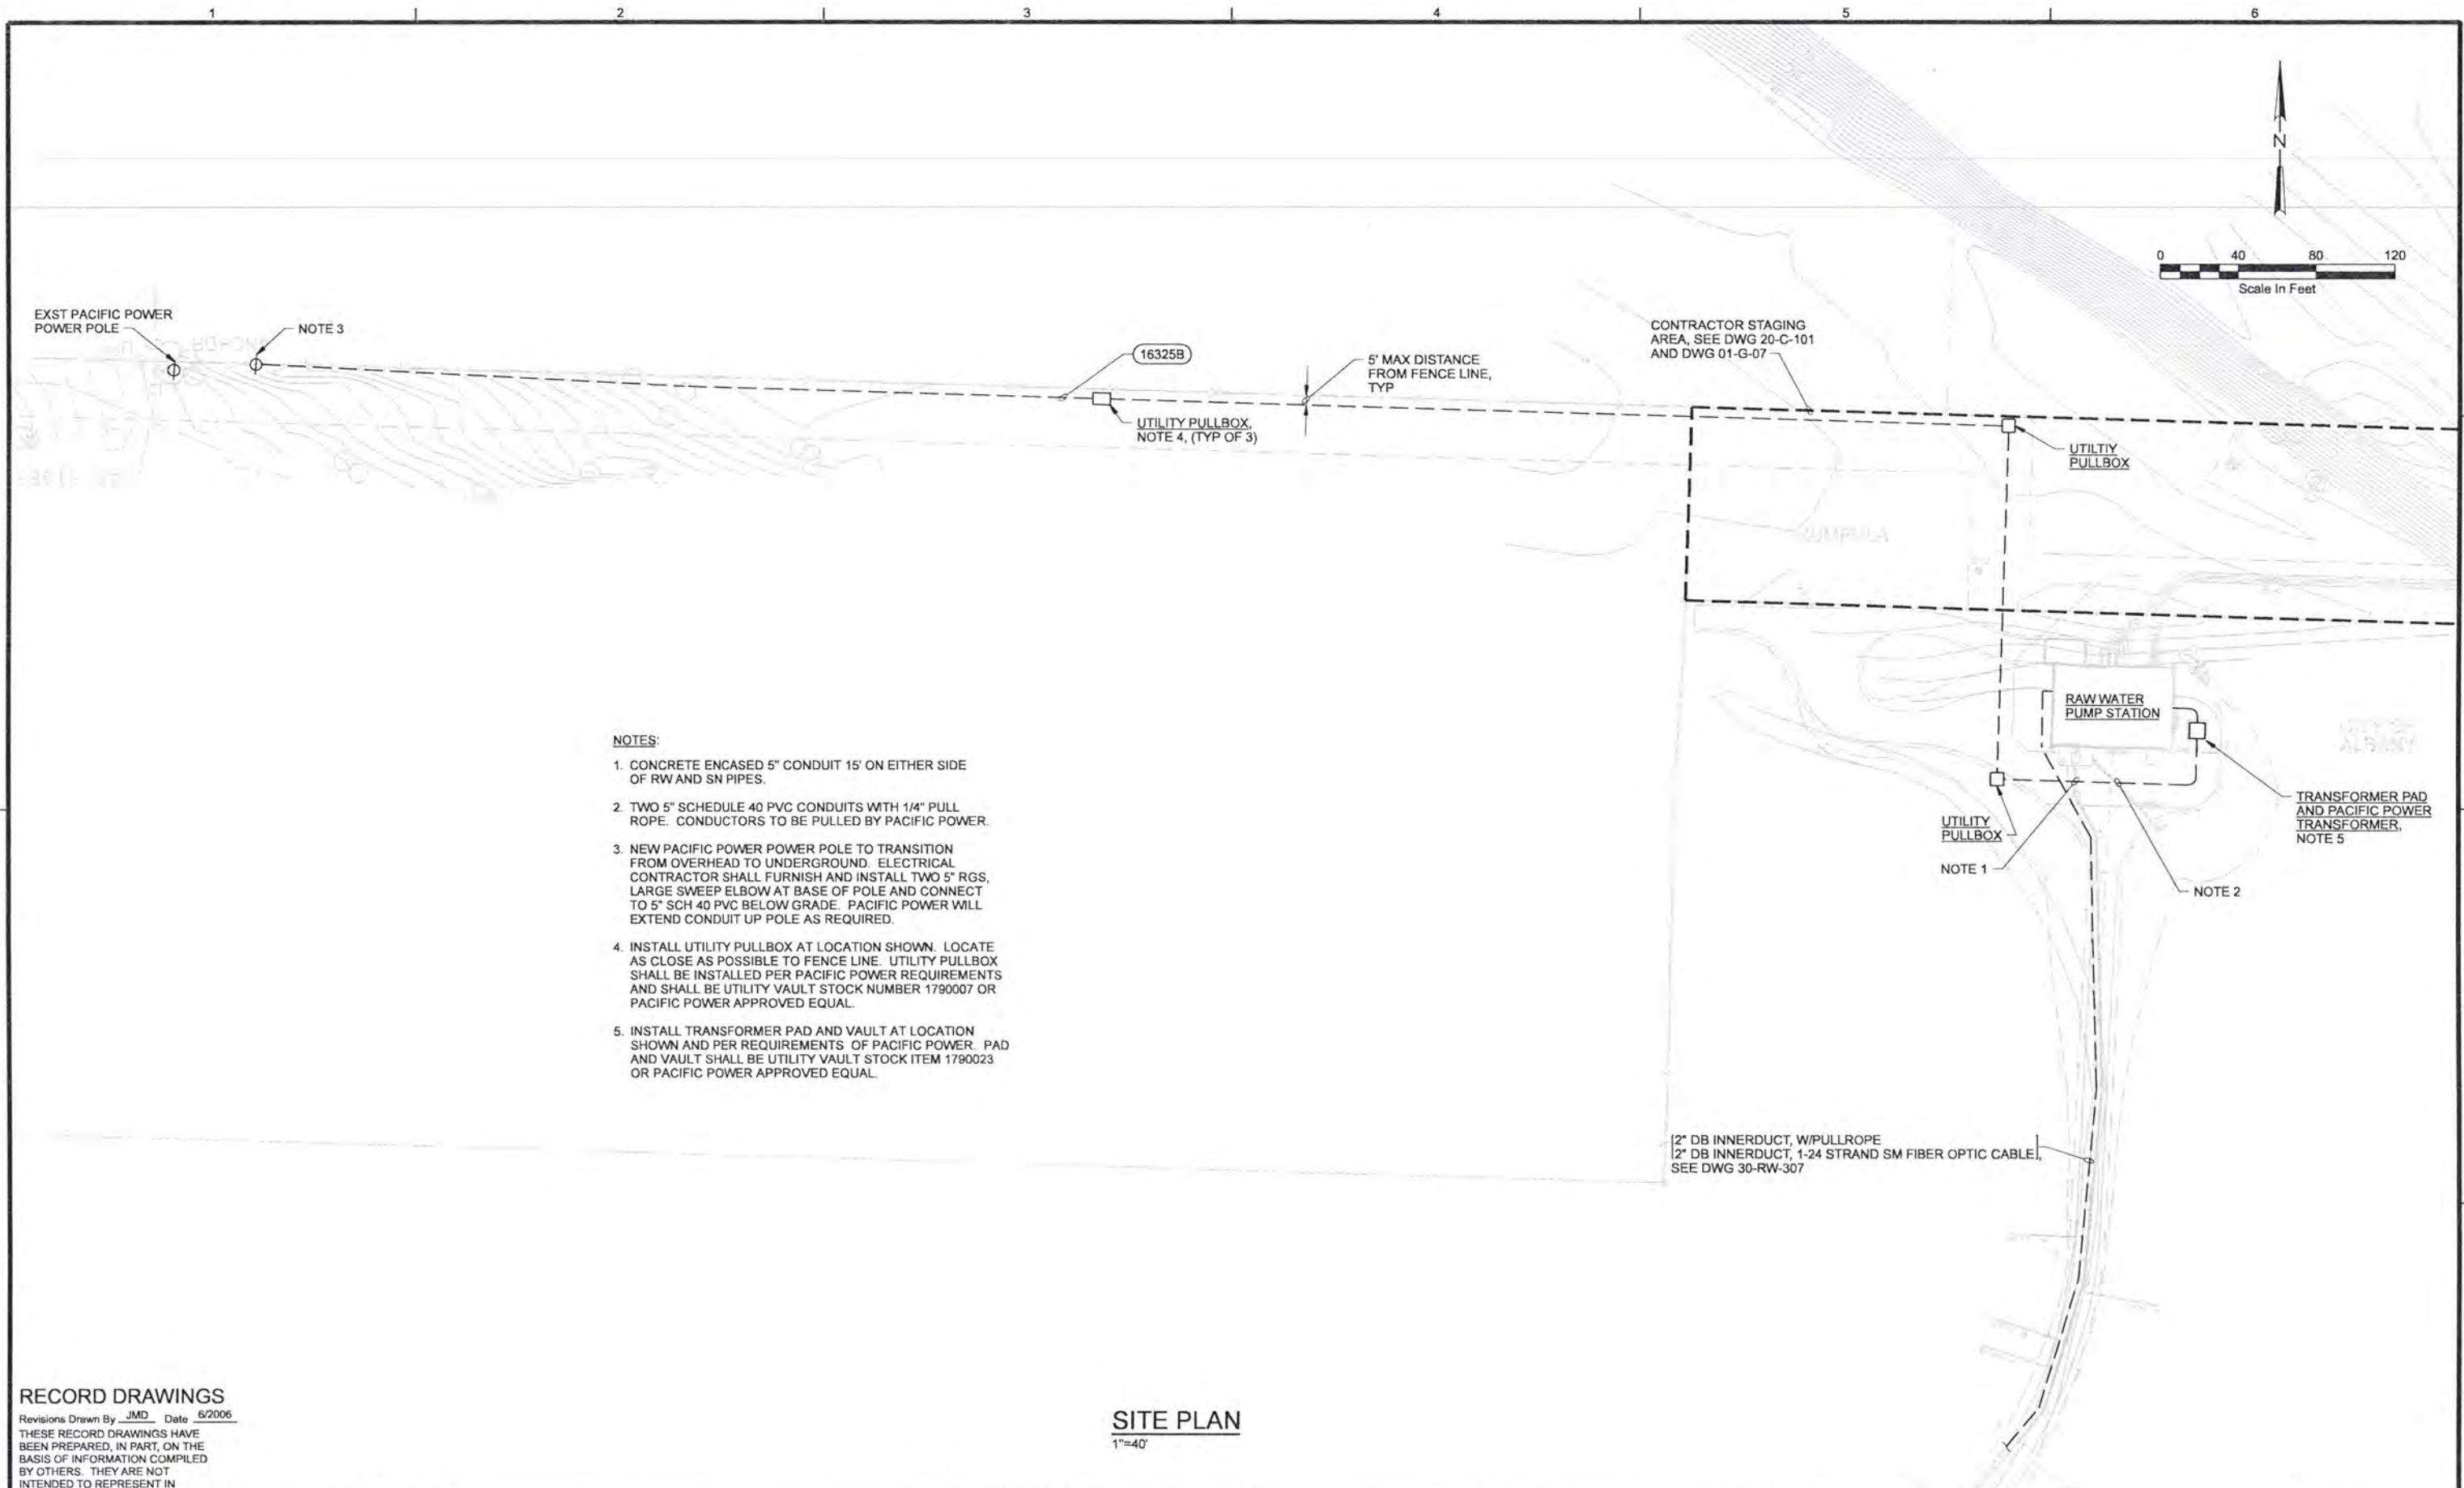 1 2 3 4 5 6
N
0 40 80 120
Scale In Feet
EXST PACIFIC POWER
POWER POLE
NOTE 3
16325B
5' MAX DISTANCE
FROM FENCE LINE,
TYP
CONTRACTOR STAGING
AREA, SEE DWG 20-C-101
AND DWG 01-G-07
UTILITY PULLBOX,
NOTE 4, (TYP OF 3)
UTILTIY
PULLBOX
RAW WATER
PUMP STATION
TRANSFORMER PAD
AND PACIFIC POWER
TRANSFORMER,
NOTE 5
UTILITY
PULLBOX
NOTE 1
NOTE 2
NOTES:
1. CONCRETE ENCASED 5" CONDUIT 15' ON EITHER SIDE
OF RW AND SN PIPES.
2. TWO 5" SCHEDULE 40 PVC CONDUITS WITH 1/4" PULL
ROPE. CONDUCTORS TO BE PULLED BY PACIFIC POWER.
3. NEW PACIFIC POWER POWER POLE TO TRANSITION
FROM OVERHEAD TO UNDERGROUND. ELECTRICAL
CONTRACTOR SHALL FURNISH AND INSTALL TWO 5" RGS,
LARGE SWEEP ELBOW AT BASE OF POLE AND CONNECT
TO 5" SCH 40 PVC BELOW GRADE. PACIFIC POWER WILL
EXTEND CONDUIT UP POLE AS REQUIRED.
4. INSTALL UTILITY PULLBOX AT LOCATION SHOWN. LOCATE
AS CLOSE AS POSSIBLE TO FENCE LINE. UTILITY PULLBOX
SHALL BE INSTALLED PER PACIFIC POWER REQUIREMENTS
AND SHALL BE UTILITY VAULT STOCK NUMBER 1790007 OR
PACIFIC POWER APPROVED EQUAL.
5. INSTALL TRANSFORMER PAD AND VAULT AT LOCATION
SHOWN AND PER REQUIREMENTS OF PACIFIC POWER. PAD
AND VAULT SHALL BE UTILITY VAULT STOCK ITEM 1790023
OR PACIFIC POWER APPROVED EQUAL.
[2" DB INNERDUCT, W/PULLROPE
[2" DB INNERDUCT, 1-24 STRAND SM FIBER OPTIC CABLE],
SEE DWG 30-RW-307
RECORD DRAWINGS
Revisions Drawn By JMD Date 6/2006
THESE RECORD DRAWINGS HAVE
BEEN PREPARED, IN PART, ON THE
BASIS OF INFORMATION COMPILED
BY OTHERS. THEY ARE NOT
INTENDED TO REPRESENT IN
SITE PLAN
1"=40'